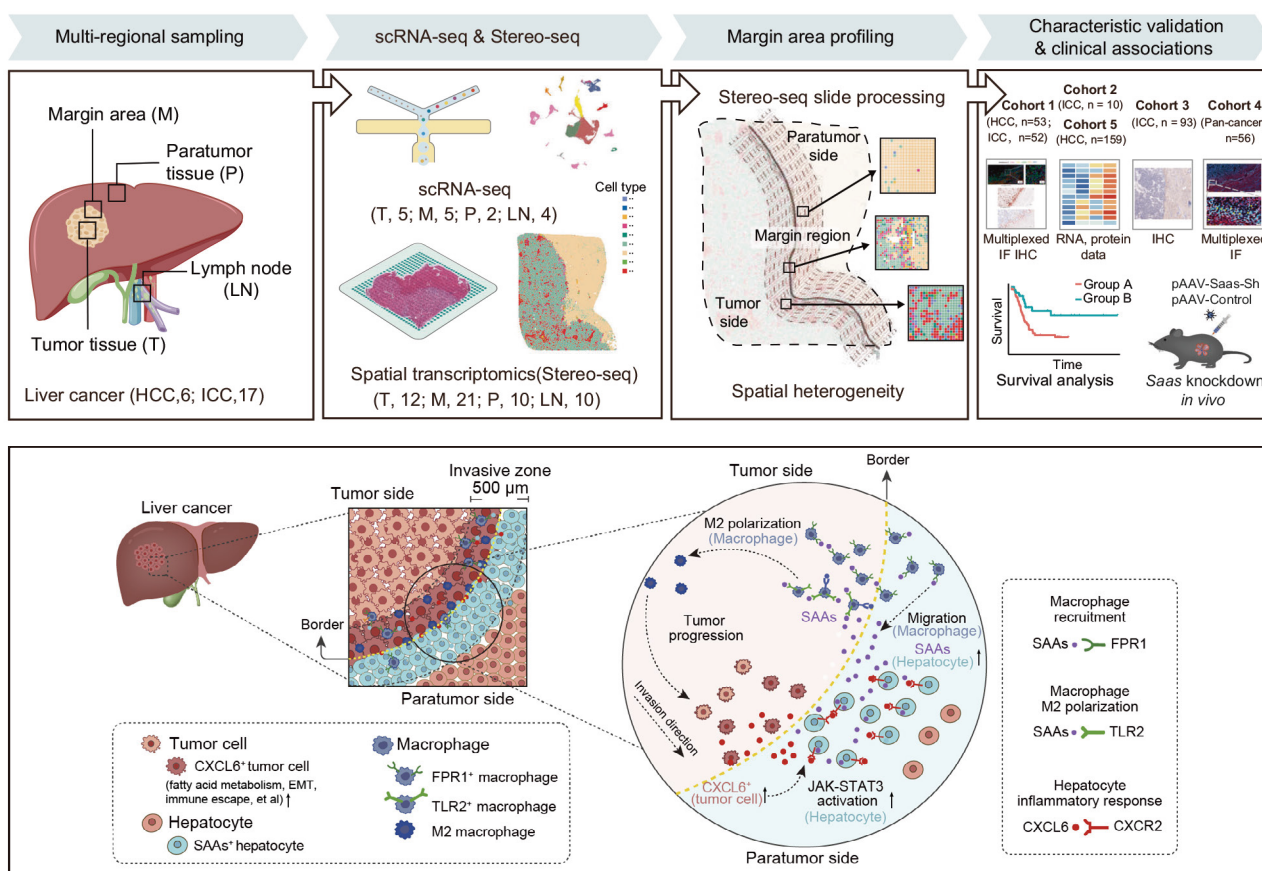 Multi-regional sampling
scRNA-seq & Stereo-seq
Margin area profiling
Characteristic validation
& clinical associations
Margin area (M)
Paratumor
tissue (P)
Lymph node
(LN)
Tumor tissue (T)
Liver cancer (HCC,6; ICC,17)
scRNA-seq
(T, 5; M, 5; P, 2; LN, 4)
Cell type
Spatial transcriptomics(Stereo-seq)
(T, 12; M, 21; P, 10; LN, 10)
Stereo-seq slide processing
Paratumor
side
Margin region
Tumor
side
Spatial heterogeneity
Cohort 1
(HCC, n=53;
ICC, n=52)
Cohort 2
(ICC, n = 10)
Cohort 5
(HCC, n=159)
Cohort 3
(ICC, n = 93)
Cohort 4
(Pan-cancer
n=56)
Multiplexed
IF IHC
RNA, protein
data
IHC
Multiplexed
IF
Survival
Group A
Group B
Time
Survival analysis
pAAV-Saas-Sh
pAAV-Control
Saas knockdown
in vivo
Liver cancer
Tumor side
Invasive zone
500 μm
Border
Paratumor side
Tumor cell
CXCL6⁺ tumor cell
(fatty acid metabolism, EMT,
immune escape, et al) ↑
Hepatocyte
SAAs⁺ hepatocyte
Macrophage
FPR1⁺ macrophage
TLR2⁺ macrophage
M2 macrophage
Tumor side
Border
M2 polarization
(Macrophage)
SAAs
Tumor
progression
Migration
(Macrophage)
SAAs
(Hepatocyte) ↑
Invasion direction
CXCL6⁺
(tumor cell) ↑
JAK-STAT3
activation ↑
(Hepatocyte)
Paratumor side
Macrophage
recruitment
SAAs FPR1
Macrophage
M2 polarization
SAAs TLR2
Hepatocyte
inflammatory response
CXCL6 CXCR2